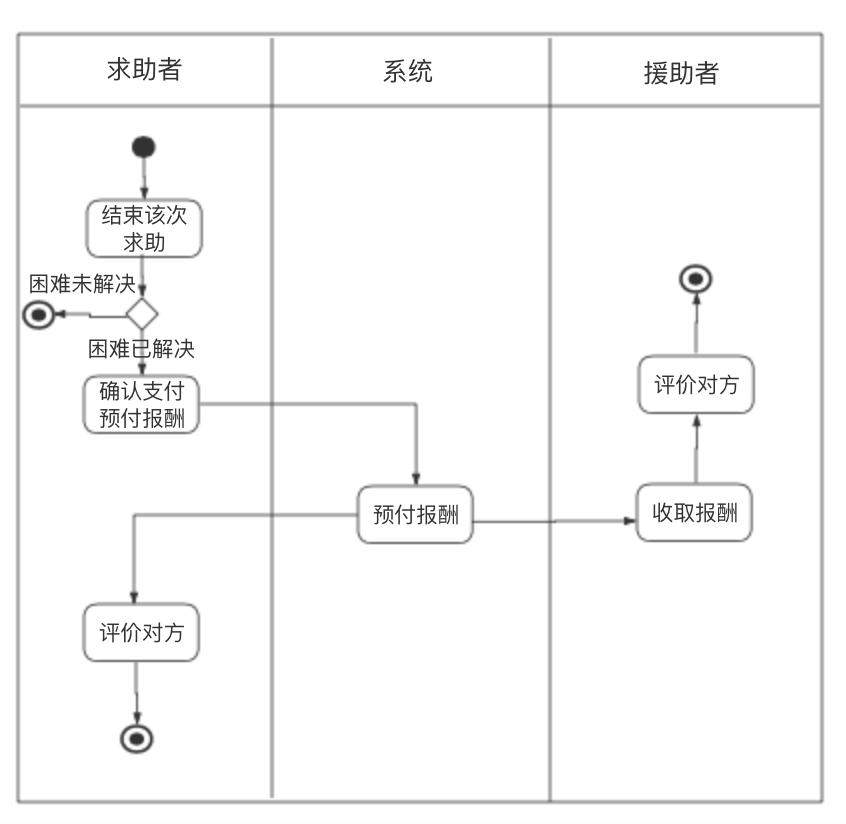 求助者
系统
援助者
结束该次
求助
困难未解决
困难已解决
确认支付
预付报酬
预付报酬
评价对方
收取报酬
评价对方